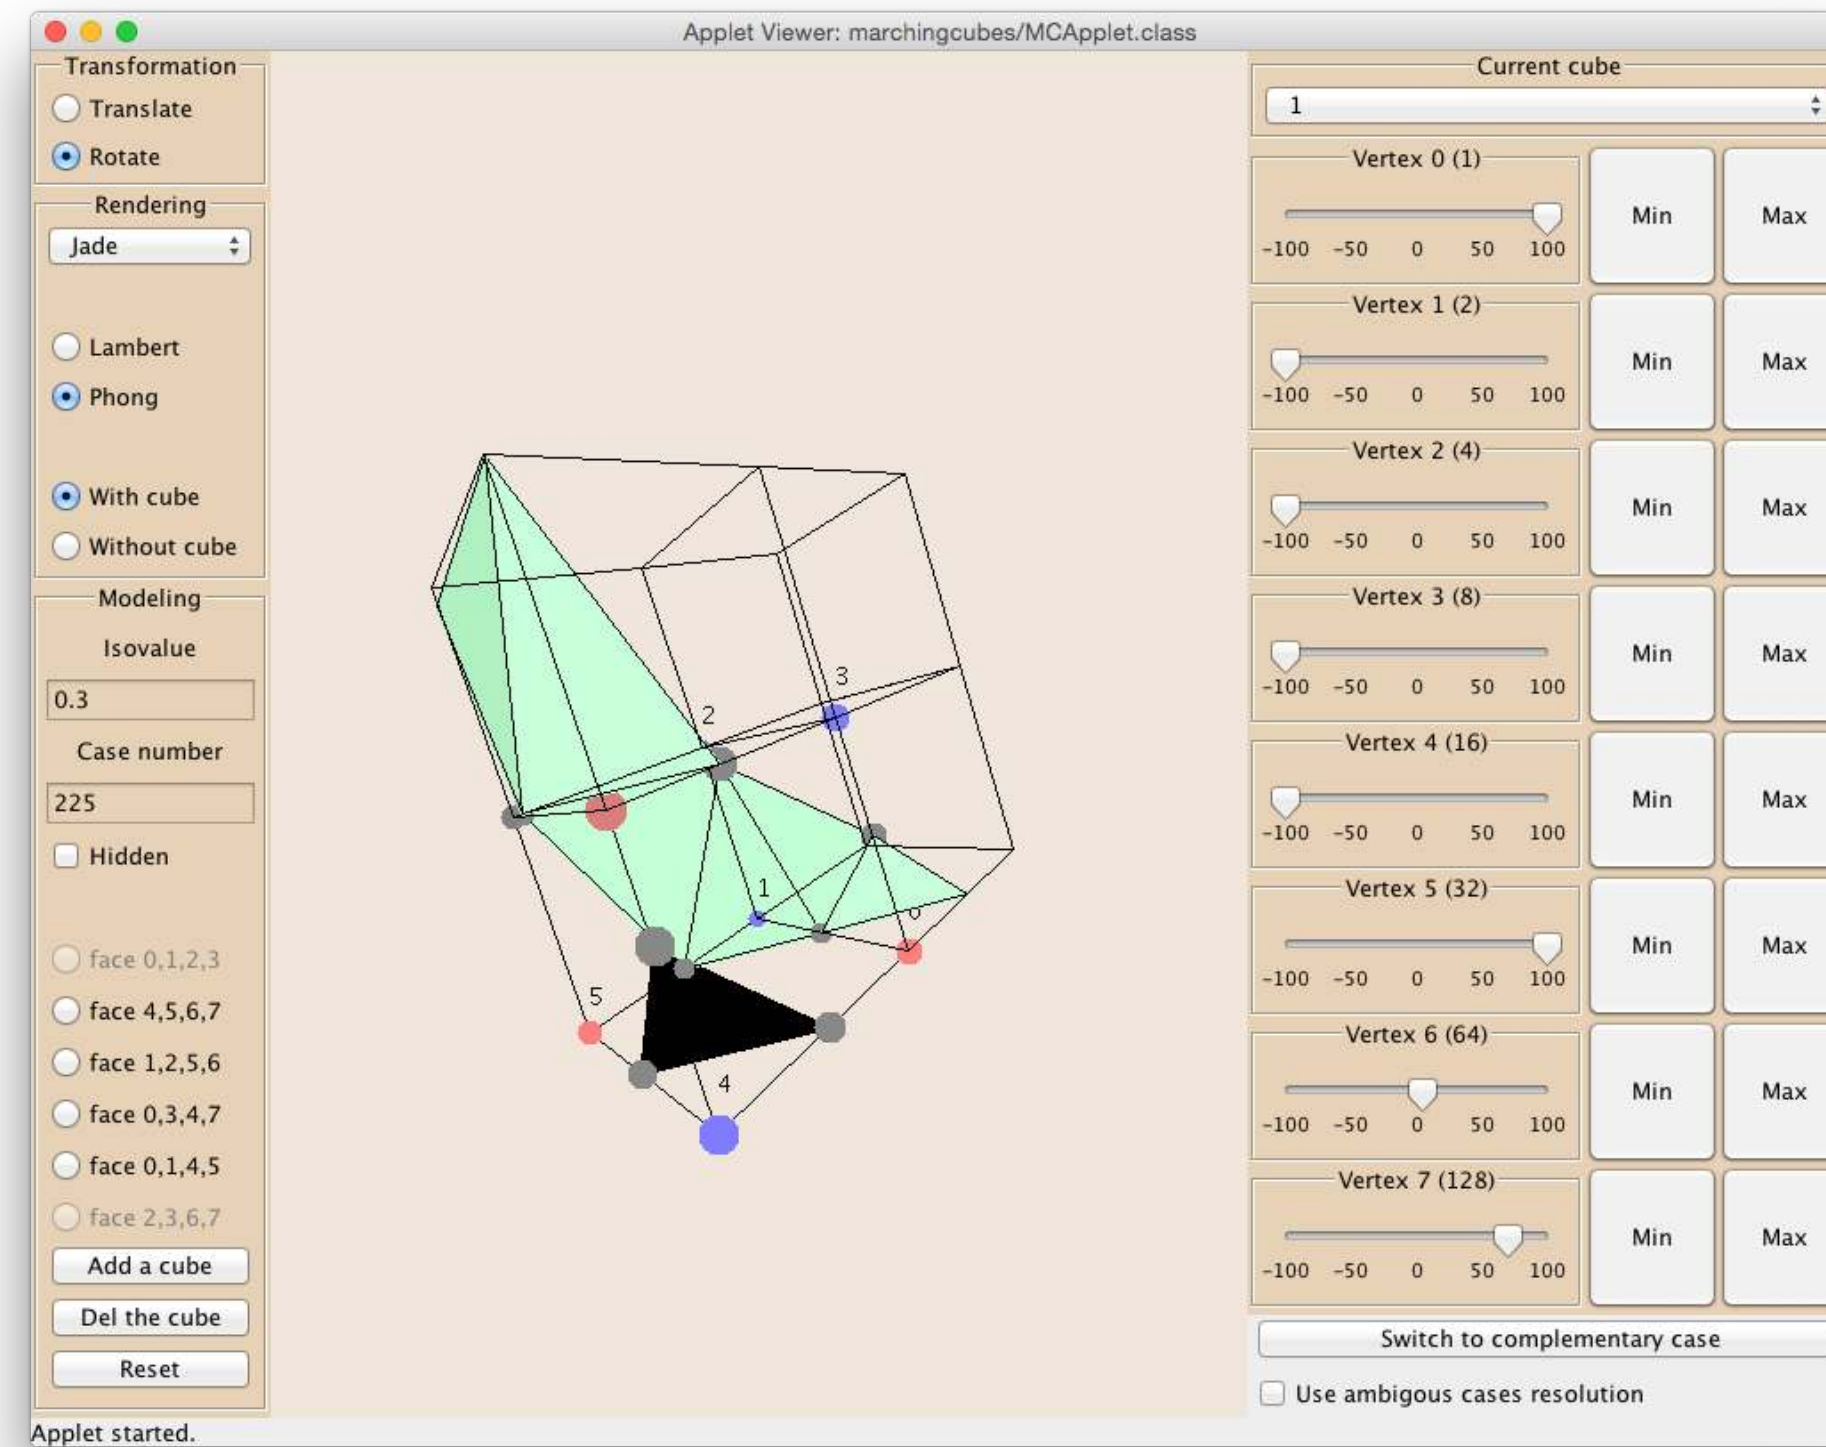 Applet Viewer: marchingcubes/MCApplet.class
Transformation
Translate
Rotate
Rendering
Jade
Lambert
Phong
With cube
Without cube
Modeling
Isovalue
0.3
Case number
225
Hidden
face 0,1,2,3
face 4,5,6,7
face 1,2,5,6
face 0,3,4,7
face 0,1,4,5
face 2,3,6,7
Add a cube
Del the cube
Reset
Applet started.
3
2
1
5
4
Current cube
1
Vertex 0 (1)
-100 -50 0 50 100
Min Max
Vertex 1 (2)
-100 -50 0 50 100
Min Max
Vertex 2 (4)
-100 -50 0 50 100
Min Max
Vertex 3 (8)
-100 -50 0 50 100
Min Max
Vertex 4 (16)
-100 -50 0 50 100
Min Max
Vertex 5 (32)
-100 -50 0 50 100
Min Max
Vertex 6 (64)
-100 -50 0 50 100
Min Max
Vertex 7 (128)
-100 -50 0 50 100
Min Max
Switch to complementary case
Use ambigous cases resolution